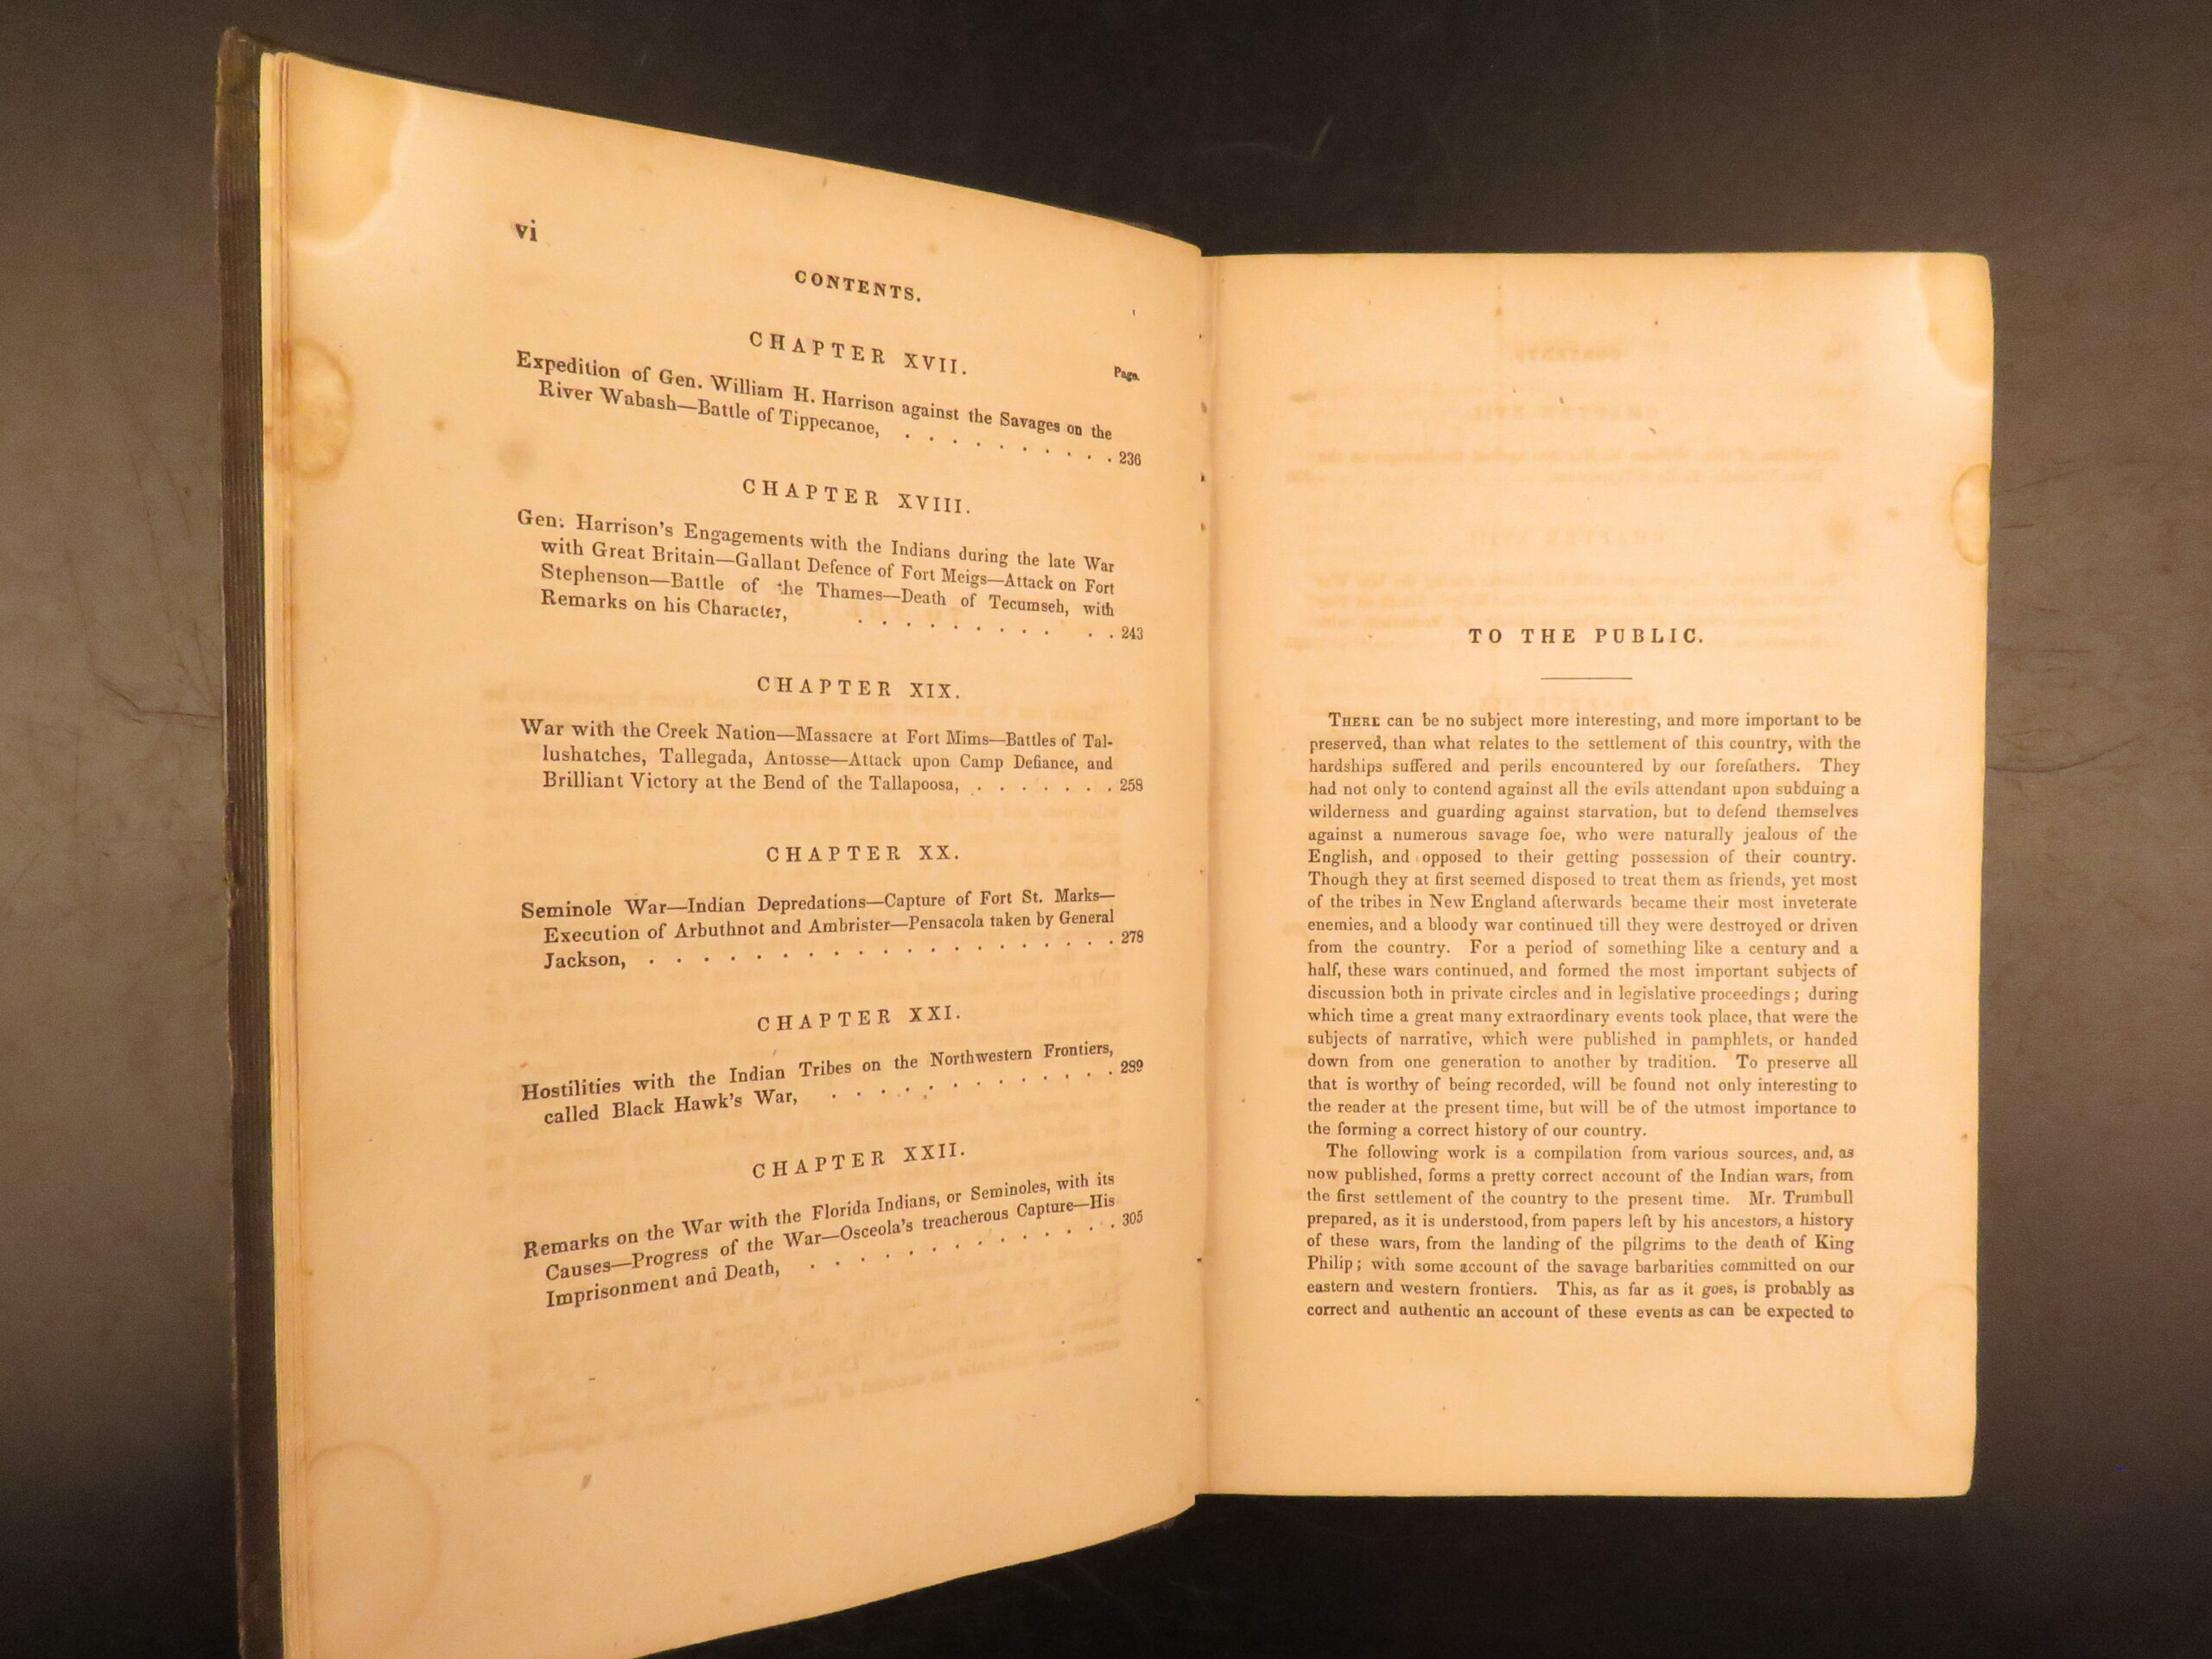 vi
CONTENTS.
CHAPTER XVII.
Page.
Expedition of Gen. William H. Harrison against the Savages on the
River Wabash—Battle of Tippecanoe, . . . . . . . . . . 236
CHAPTER XVIII.
Gen. Harrison's Engagements with the Indians during the late War
with Great Britain—Gallant Defence of Fort Meigs—Attack on Fort
Stephenson—Battle of the Thames—Death of Tecumseh, with
Remarks on his Character, . . . . . . . . . . . 243
CHAPTER XIX.
War with the Creek Nation—Massacre at Fort Mims—Battles of Tal-
lushatches, Tallegada, Antosse—Attack upon Camp Defiance, and
Brilliant Victory at the Bend of the Tallapoosa, . . . . . . . 258
CHAPTER XX.
Seminole War—Indian Depredations—Capture of Fort St. Marks—
Execution of Arbuthnot and Ambrister—Pensacola taken by General
Jackson, . . . . . . . . . . . . . . . . . . 278
CHAPTER XXI.
Hostilities with the Indian Tribes on the Northwestern Frontiers,
called Black Hawk's War, . . . . . . . . . . . . 289
CHAPTER XXII.
Remarks on the War with the Florida Indians, or Seminoles, with its
Causes—Progress of the War—Osceola's treacherous Capture—His
Imprisonment and Death, . . . . . . . . . . . . . 305
TO THE PUBLIC.
THERE can be no subject more interesting, and more important to be
preserved, than what relates to the settlement of this country, with the
hardships suffered and perils encountered by our forefathers. They
had not only to contend against all the evils attendant upon subduing a
wilderness and guarding against starvation, but to defend themselves
against a numerous savage foe, who were naturally jealous of the
English, and opposed to their getting possession of their country.
Though they at first seemed disposed to treat them as friends, yet most
of the tribes in New England afterwards became their most inveterate
enemies, and a bloody war continued till they were destroyed or driven
from the country. For a period of something like a century and a
half, these wars continued, and formed the most important subjects of
discussion both in private circles and in legislative proceedings; during
which time a great many extraordinary events took place, that were the
subjects of narrative, which were published in pamphlets, or handed
down from one generation to another by tradition. To preserve all
that is worthy of being recorded, will be found not only interesting to
the reader at the present time, but will be of the utmost importance to
the forming a correct history of our country.
The following work is a compilation from various sources, and, as
now published, forms a pretty correct account of the Indian wars, from
the first settlement of the country to the present time. Mr. Trumbull
prepared, as it is understood, from papers left by his ancestors, a history
of these wars, from the landing of the pilgrims to the death of King
Philip; with some account of the savage barbarities committed on our
eastern and western frontiers. This, as far as it goes, is probably as
correct and authentic an account of these events as can be expected to